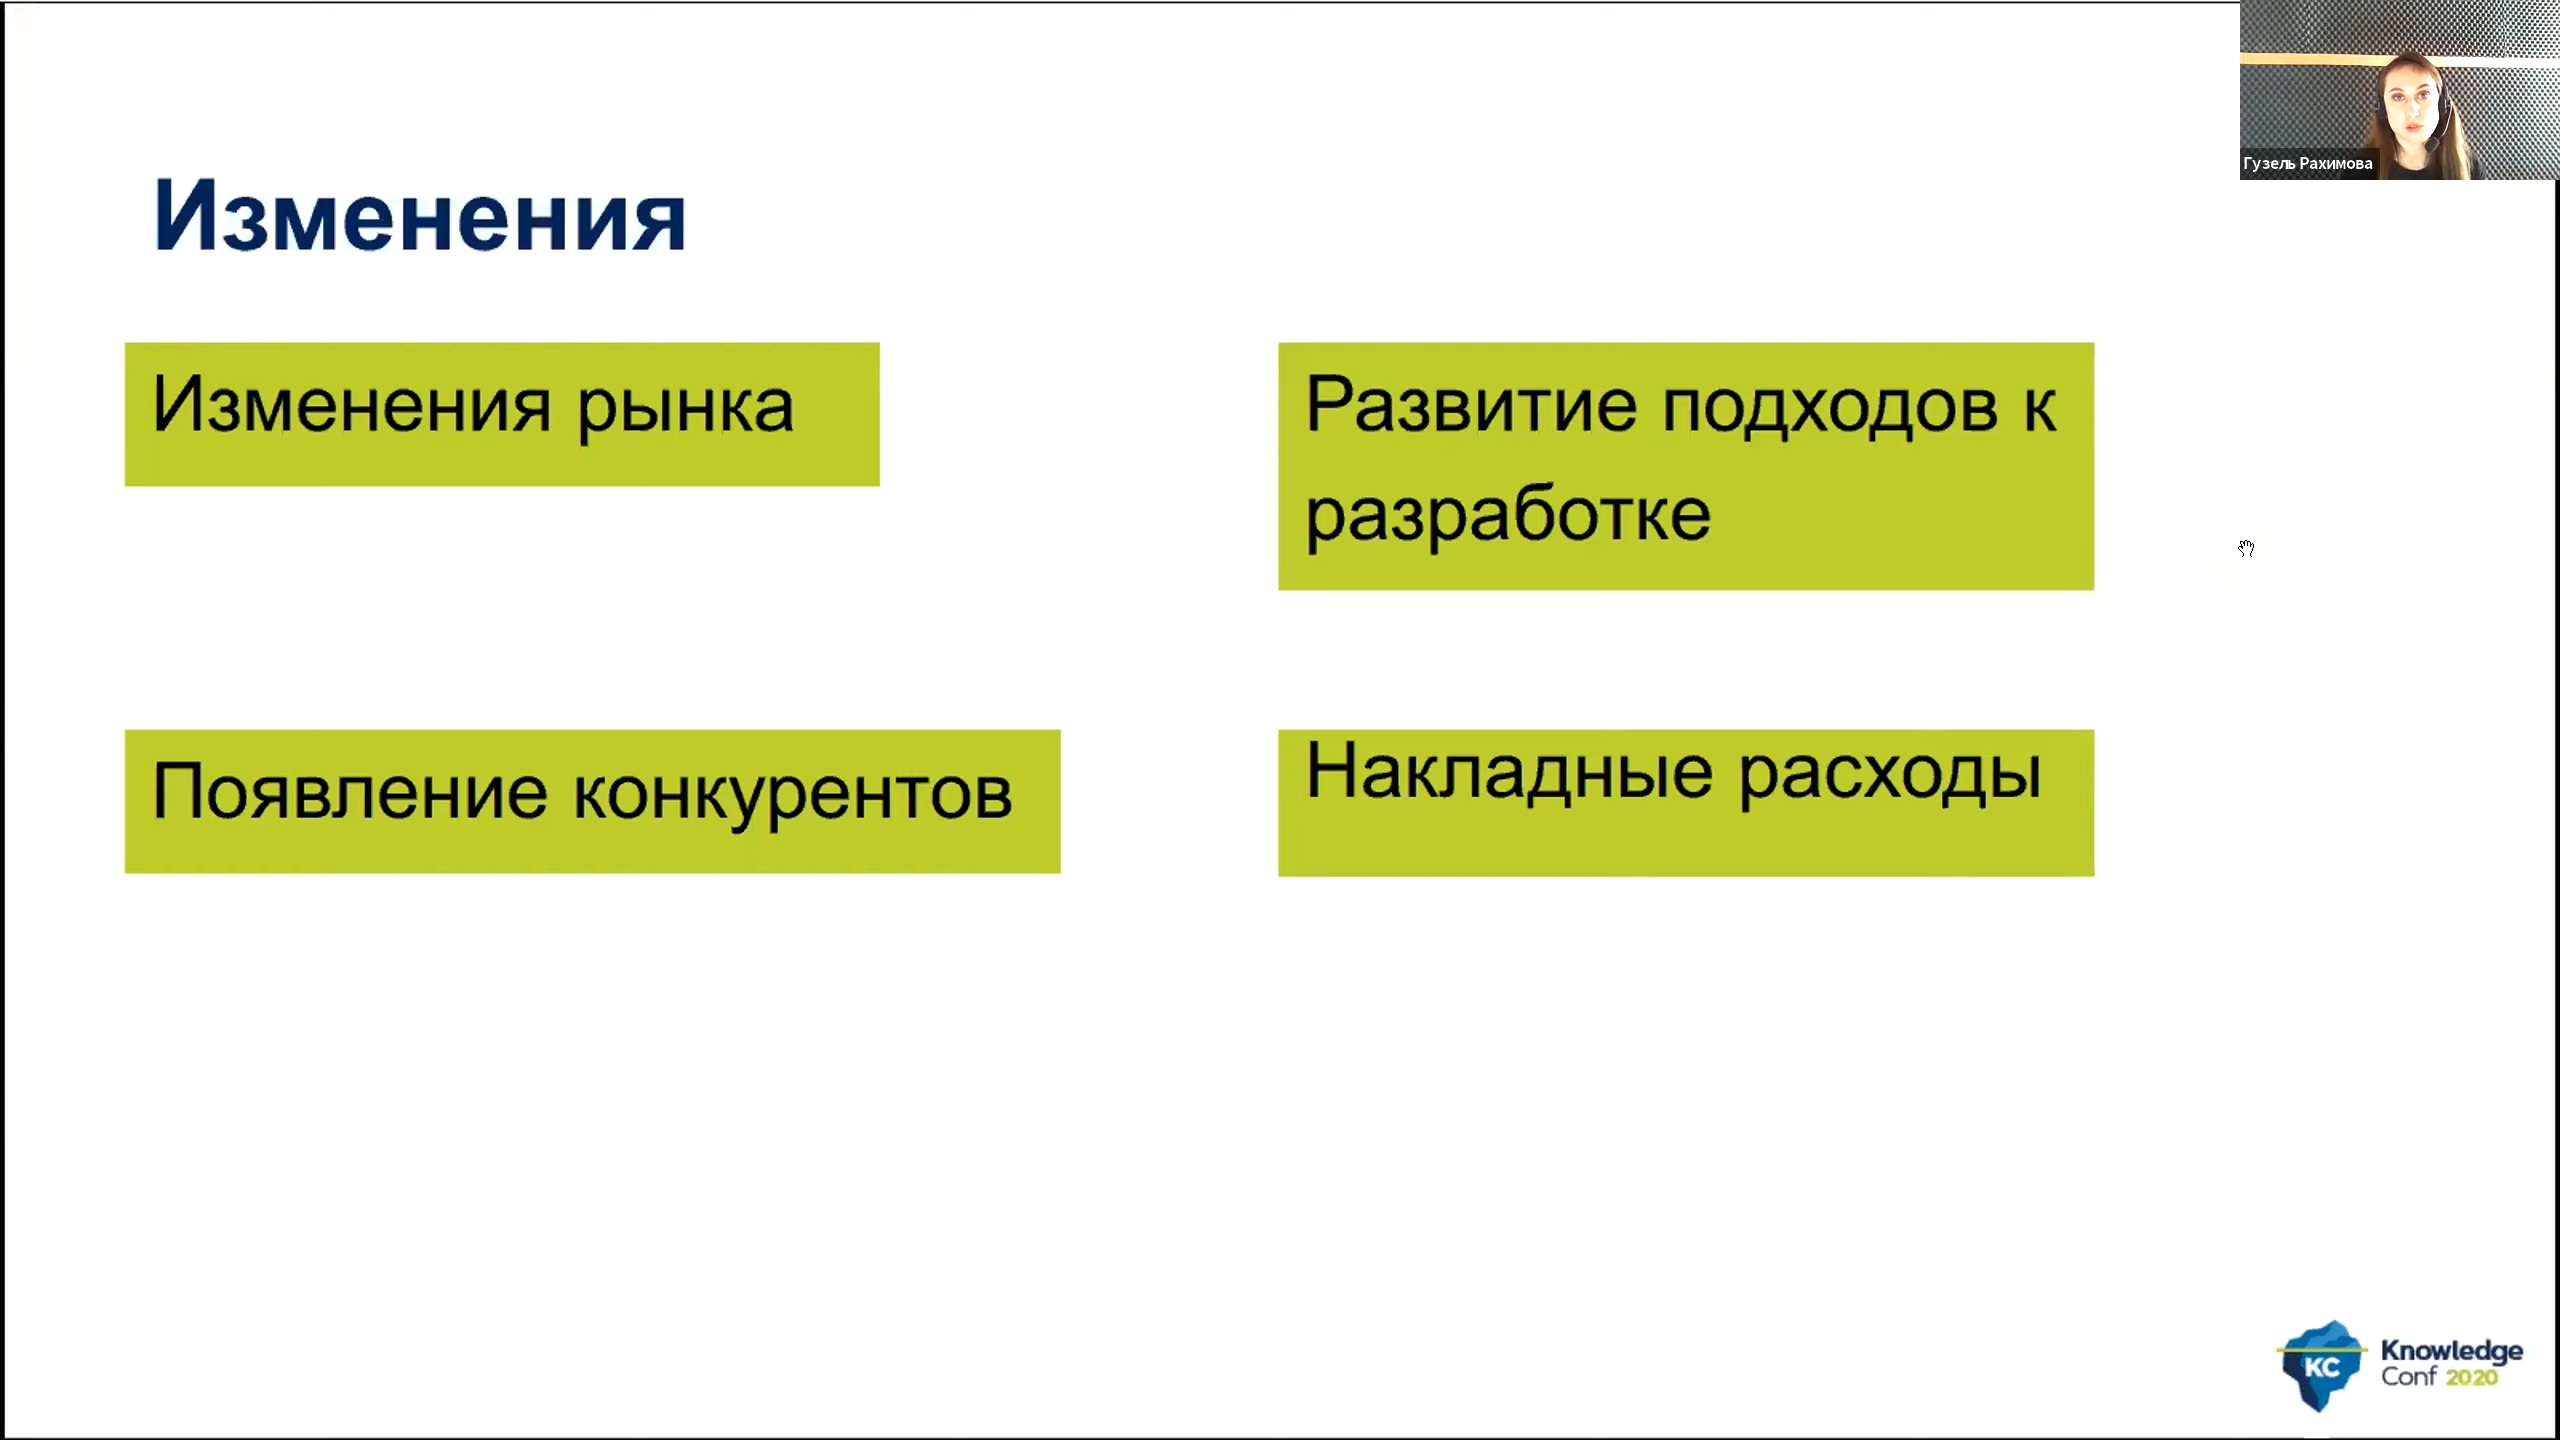 Гузель Рахимова
Изменения
Изменения рынка
Развитие подходов к
разработке
Появление конкурентов
Накладные расходы
KC
Knowledge
Conf 2020